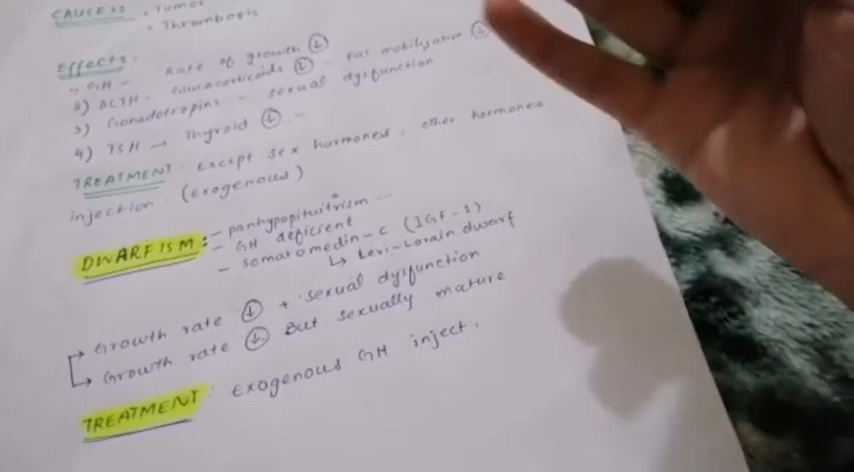 CAUSES: • Tumor
• Thrombosis
Effects:
1) GH - Rate of growth ↓
2) ACTH - Glucocorticoids ↓ - Fat mobilization ↓
3) Gonadotropins - sexual dysfunction
4) TSH → Thyroid ↓ -
TREATMENT: Except sex hormones, other hormones
injection. (Exogenous)
DWARFISM: - panhypopituitrism ...
- GH deficient
- somatomedin-c (IGF-1)
↳ Levi-Lorain dwarf
→ Growth rate ↓ + sexual dysfunction
→ Growth rate ↓ But sexually mature
TREATMENT: Exogenous GH inject.